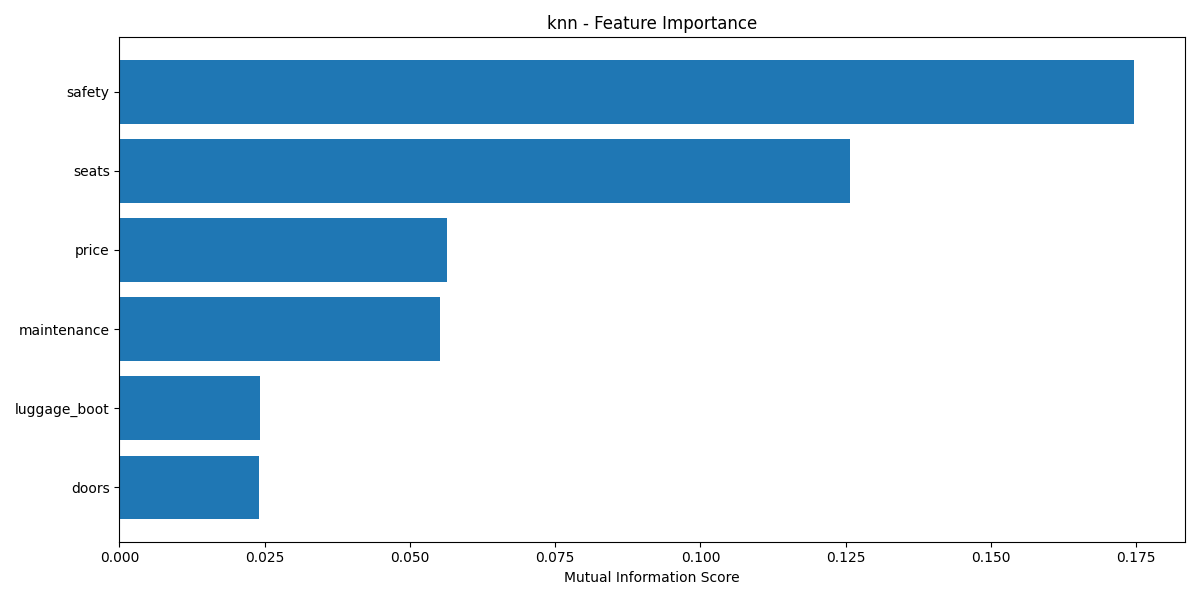 knn - Feature Importance
safety
seats
price
maintenance
luggage_boot
doors
0.000 0.025 0.050 0.075 0.100 0.125 0.150 0.175
Mutual Information Score